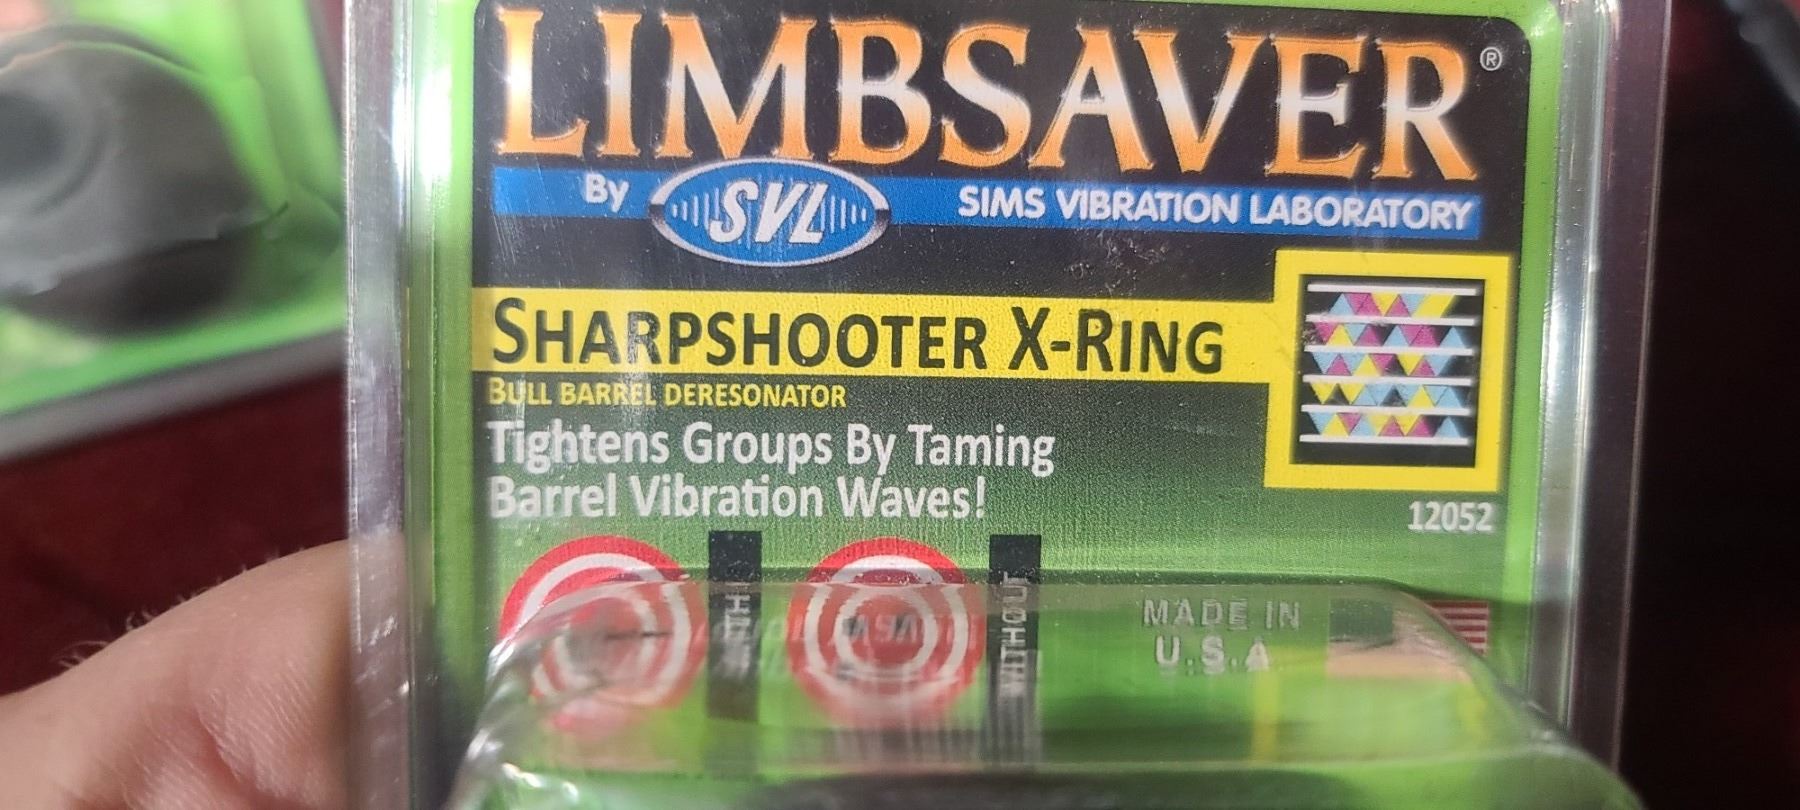 LIMBSAVER®
By SVL SIMS VIBRATION LABORATORY
SHARPSHOOTER X-RING
BULL BARREL DERESONATOR
Tightens Groups By Taming
Barrel Vibration Waves!
12052
WITH
WITHOUT
MADE IN
U.S.A